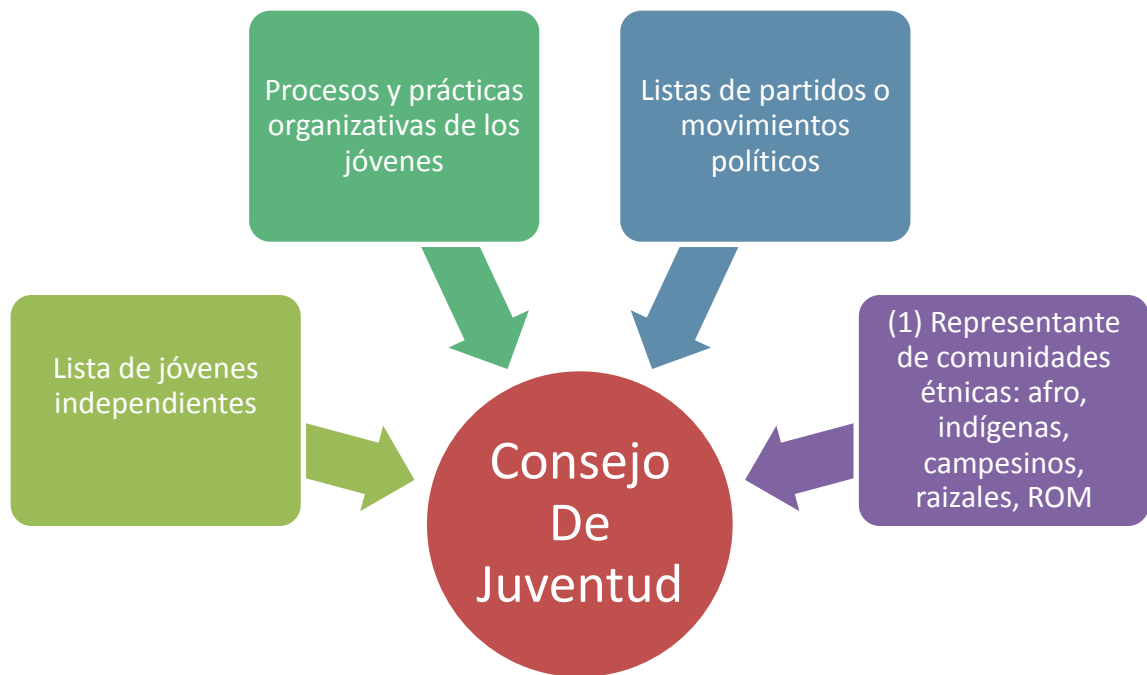 Procesos y prácticas
organizativas de los
jóvenes
Listas de partidos o
movimientos
políticos
Lista de jóvenes
independientes
(1) Representante
de comunidades
étnicas: afro,
indígenas,
campesinos,
raizales, ROM
Consejo
De
Juventud